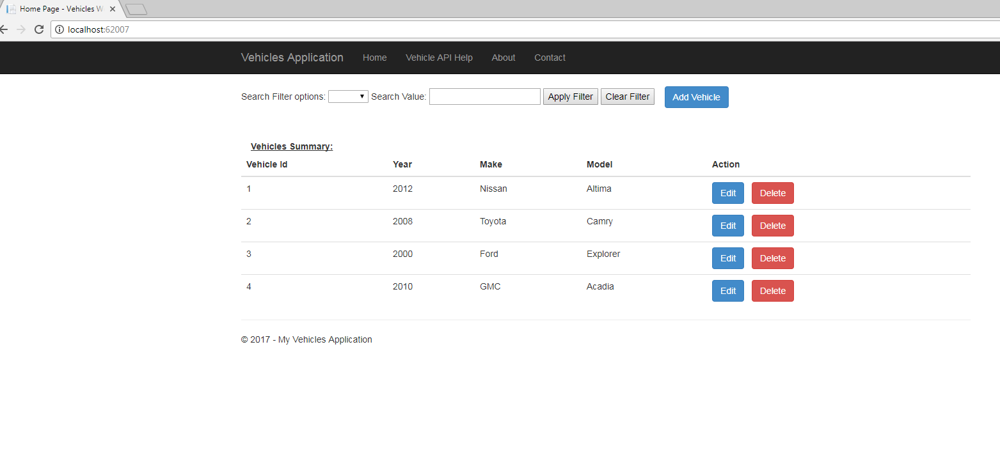 Home Page - Vehicles W
localhost:62007
Vehicles Application Home Vehicle API Help About Contact
Search Filter options: Search Value: Apply Filter Clear Filter Add Vehicle
Vehicles Summary:
Vehicle Id Year Make Model Action
1 2012 Nissan Altima Edit Delete
2 2008 Toyota Camry Edit Delete
3 2000 Ford Explorer Edit Delete
4 2010 GMC Acadia Edit Delete
© 2017 - My Vehicles Application